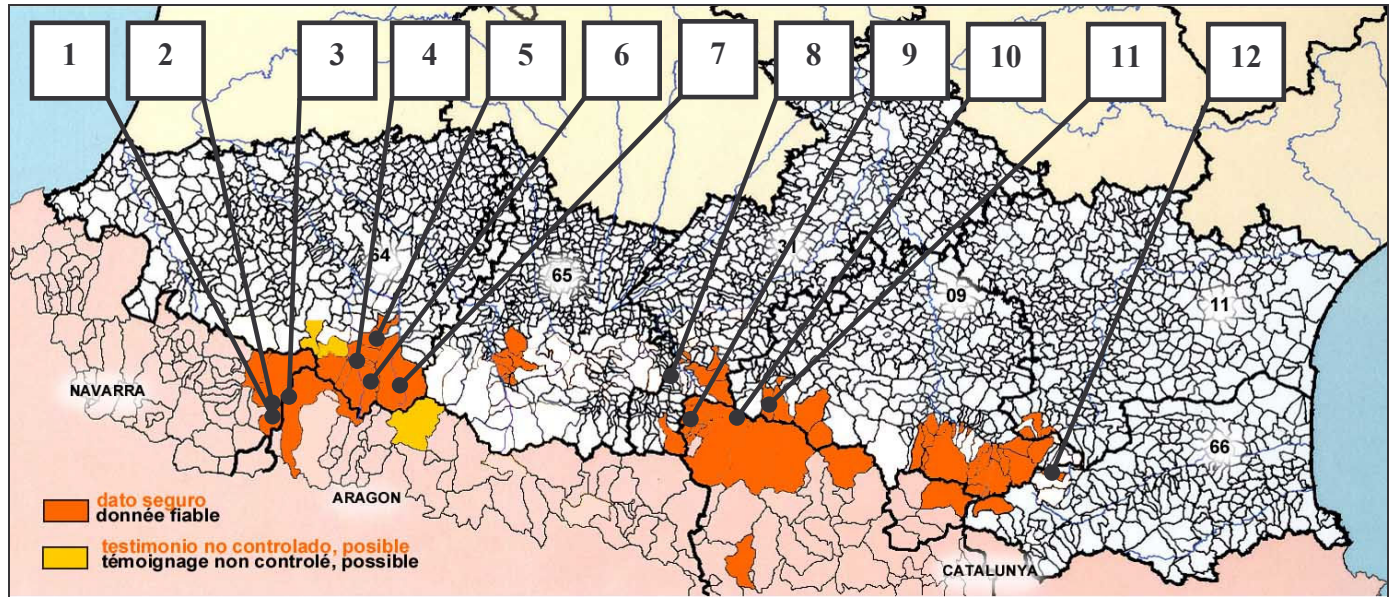 1 2 3 4 5 6 7 8 9 10 11 12
31
64
65
09
11
NAVARRA
66
ARAGON
dato seguro
donnée fiable
testimonio no controlado, posible
témoignage non controlé, possible
CATALUNYA